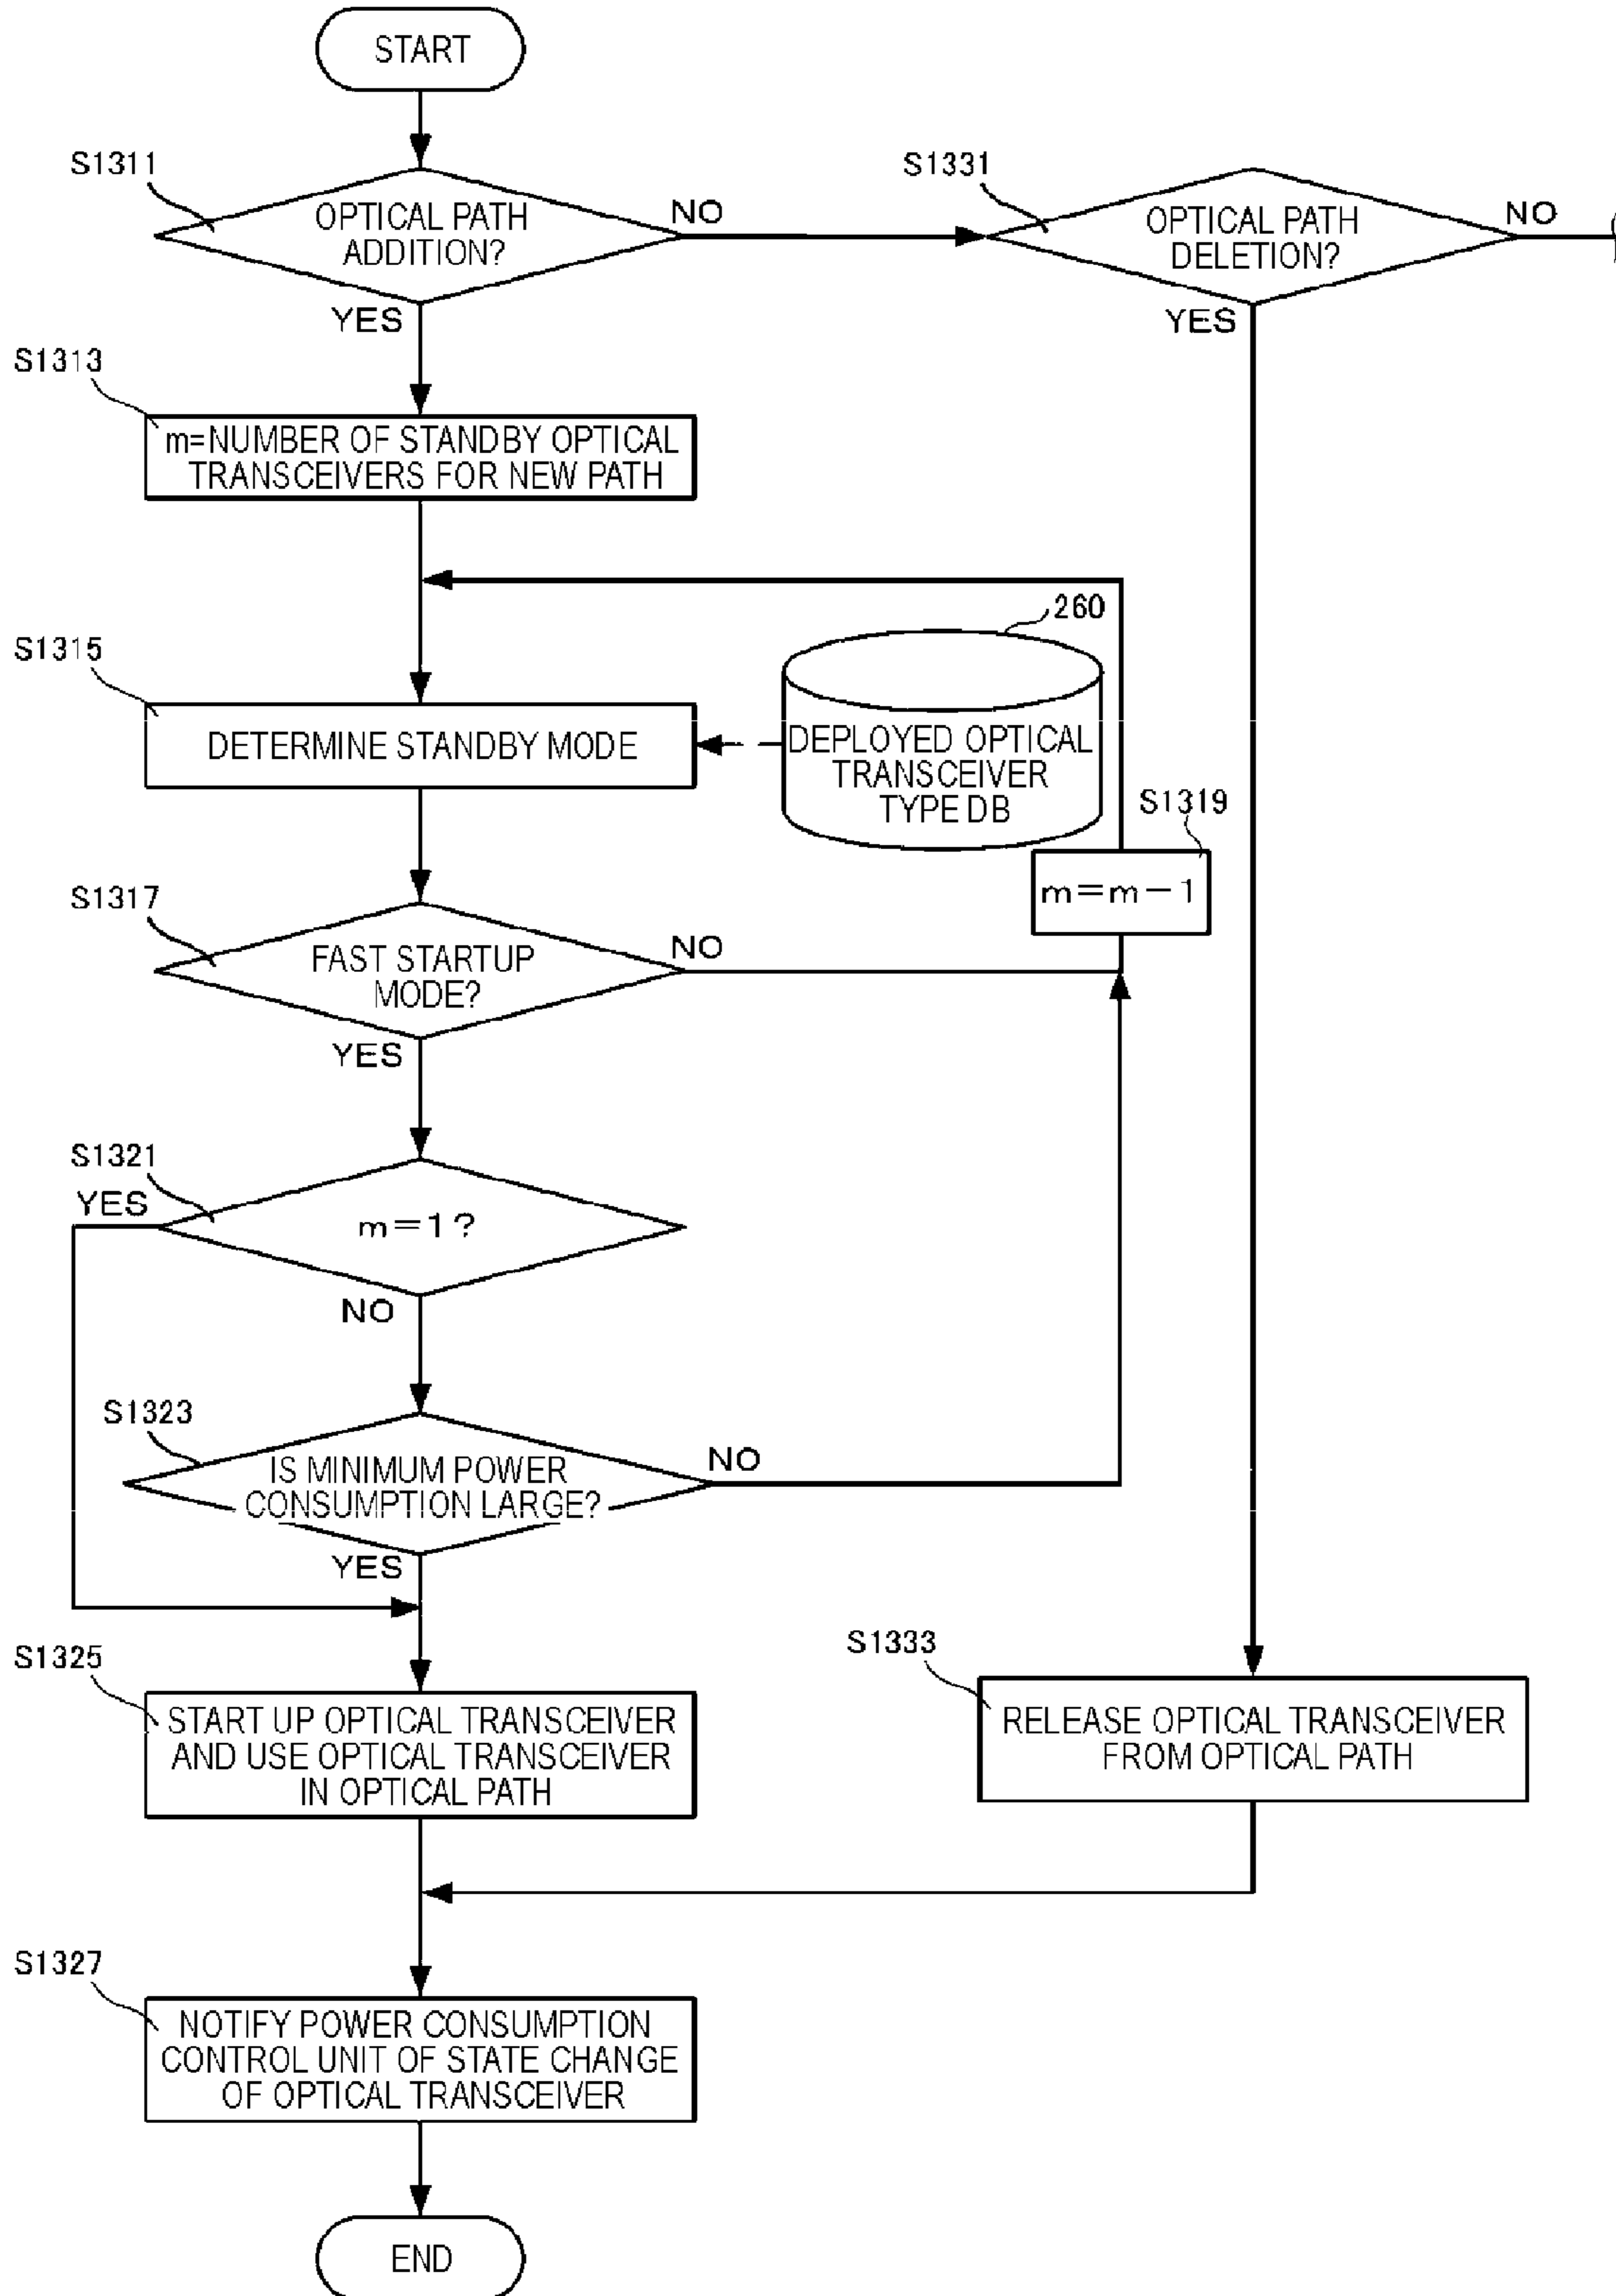 START
S1311
OPTICAL PATH
ADDITION?
NO
YES
S1331
OPTICAL PATH
DELETION?
NO
YES
S1313
m=NUMBER OF STANDBY OPTICAL
TRANSCEIVERS FOR NEW PATH
260
S1315
DETERMINE STANDBY MODE
DEPLOYED OPTICAL
TRANSCEIVER
TYPE DB
S1319
m=m-1
S1317
FAST STARTUP
MODE?
NO
YES
S1321
YES
m=1?
NO
S1323
IS MINIMUM POWER
CONSUMPTION LARGE?
NO
YES
S1325
START UP OPTICAL TRANSCEIVER
AND USE OPTICAL TRANSCEIVER
IN OPTICAL PATH
S1333
RELEASE OPTICAL TRANSCEIVER
FROM OPTICAL PATH
S1327
NOTIFY POWER CONSUMPTION
CONTROL UNIT OF STATE CHANGE
OF OPTICAL TRANSCEIVER
END